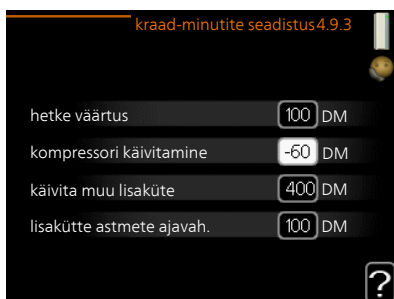 kraad-minutite seadistus 4.9.3
hetke väärtus 100 DM
kompressori käivitamine -60 DM
käivita muu lisaküte 400 DM
lisakütte astmete ajavah. 100 DM
?